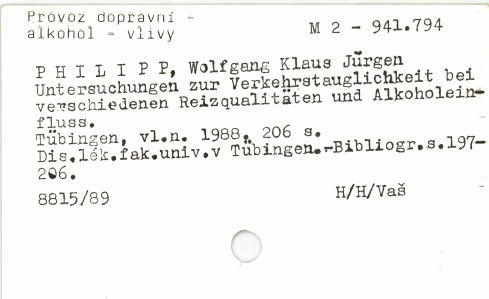 Provoz dopravní -
alkohol - vlivy
M 2 - 941.794
P H I L I P P, Wolfgang Klaus Jürgen
Untersuchungen zur Verkehrstauglichkeit bei
verschiedenen Reizqualitäten und Alkoholein-
fluss.
Tübingen, vl.n. 1988. 206 s.
Dis.lék.fak.univ.v Tübingen.-Bibliogr.s.197-
206.
8815/89
H/H/Vaš